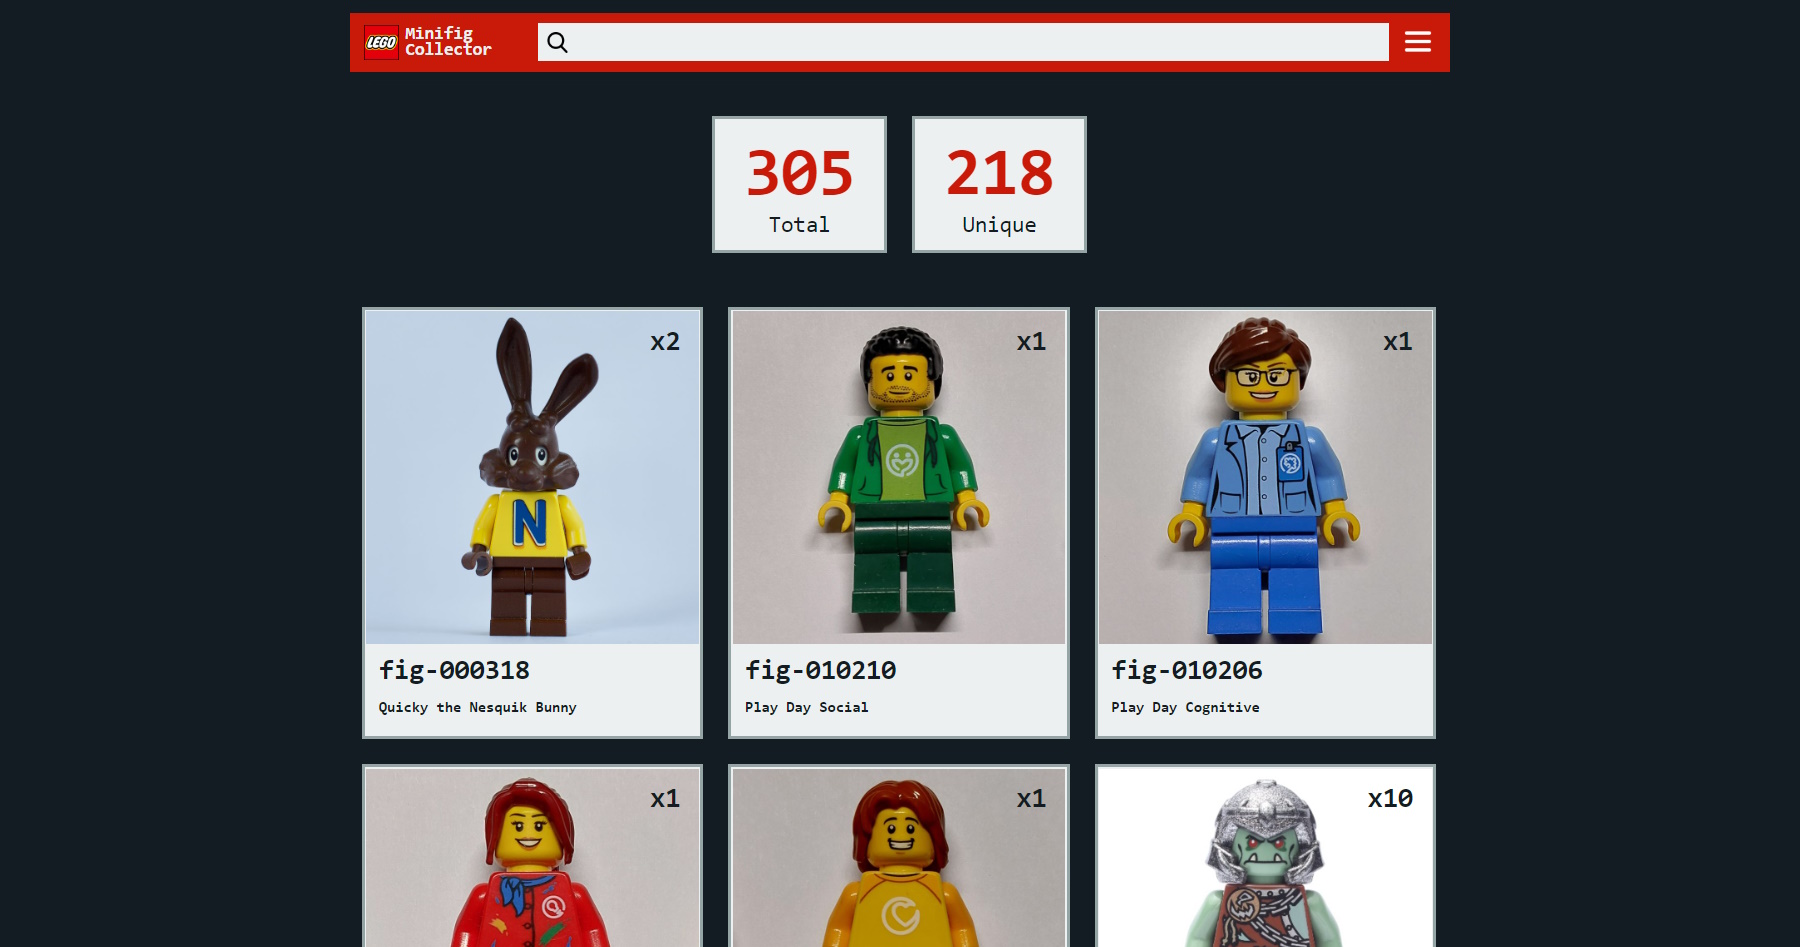 LEGO
Minifig
Collector
305
Total
218
Unique
x2
x1
x1
N
fig-000318
Quicky the Nesquik Bunny
fig-010210
Play Day Social
fig-010206
Play Day Cognitive
x1
x1
x10